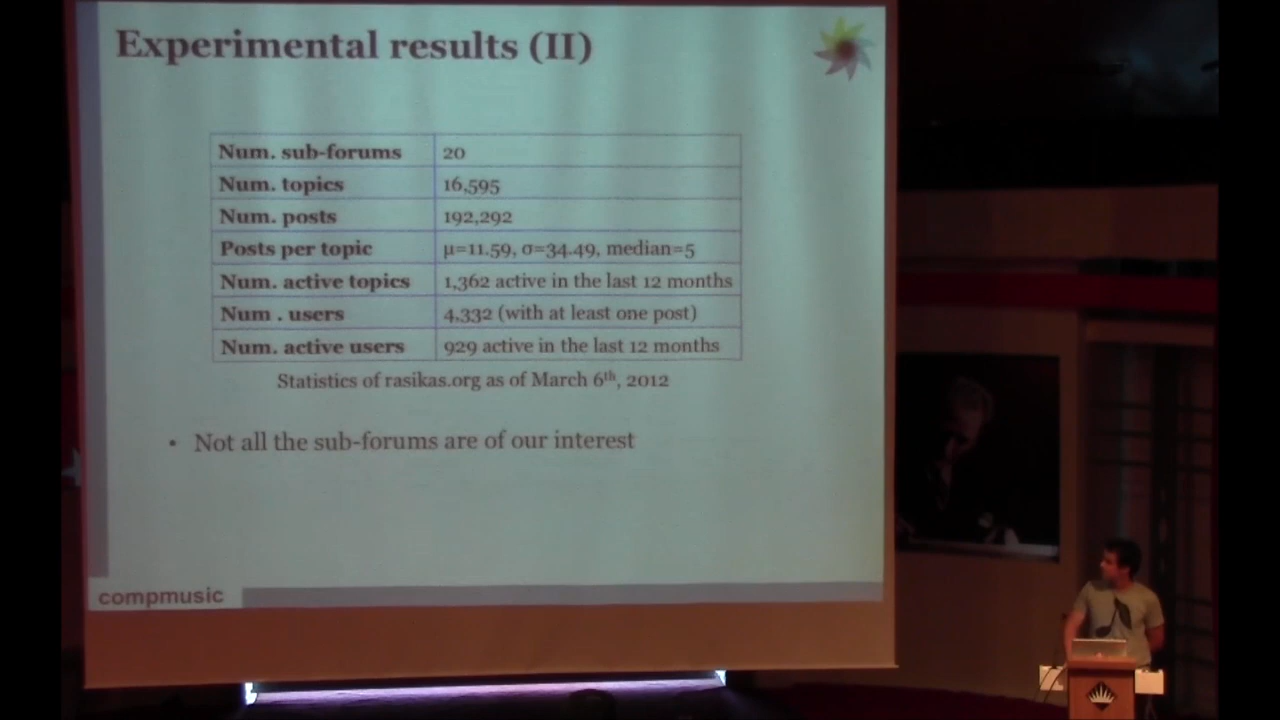 Experimental results (II)
Num. sub-forums 20
Num. topics 16,595
Num. posts 192,292
Posts per topic μ=11.59, σ=34.49, median=5
Num. active topics 1,362 active in the last 12 months
Num . users 4,332 (with at least one post)
Num. active users 929 active in the last 12 months
Statistics of rasikas.org as of March 6th, 2012
• Not all the sub-forums are of our interest
compmusic